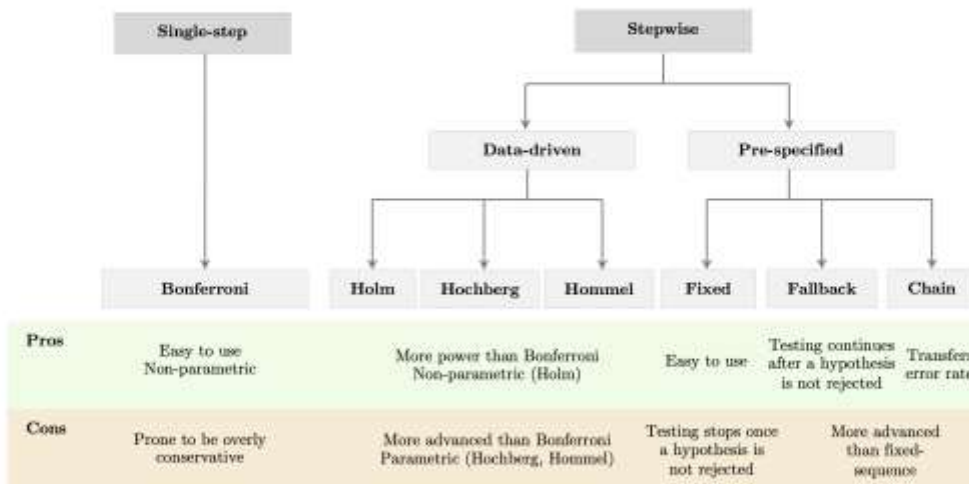 Single-step
Stepwise
Data-driven
Pre-specified
Bonferroni
Holm
Hochberg
Hommel
Fixed
Fallback
Chain
Pros
Easy to use
Non-parametric
More power than Bonferroni
Non-parametric (Holm)
Easy to use
Testing continues
after a hypothesis
is not rejected
Transfers
error rate
Cons
Prone to be overly
conservative
More advanced than Bonferroni
Parametric (Hochberg, Hommel)
Testing stops once
a hypothesis is
not rejected
More advanced
than fixed-
sequence